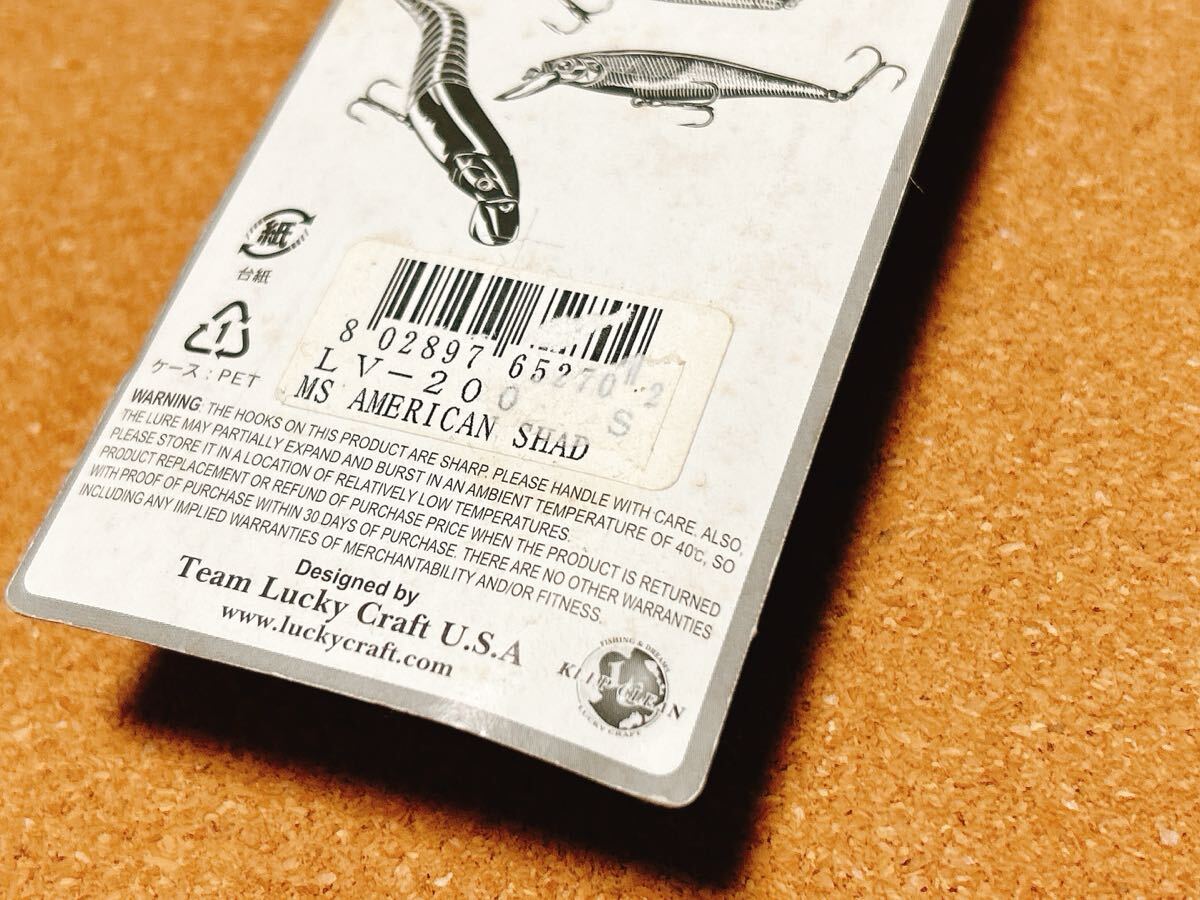 紙
台紙
1
ケース:PET
8 02897 65270 2
LV-200 S
MS AMERICAN SHAD
WARNING: THE HOOKS ON THIS PRODUCT ARE SHARP. PLEASE HANDLE WITH CARE. ALSO,
THE LURE MAY PARTIALLY EXPAND AND BURST IN AN AMBIENT TEMPERATURE OF 40℃, SO
PLEASE STORE IT IN A LOCATION OF RELATIVELY LOW TEMPERATURES.
PRODUCT REPLACEMENT OR REFUND OF PURCHASE PRICE WHEN THE PRODUCT IS RETURNED
WITH PROOF OF PURCHASE WITHIN 30 DAYS OF PURCHASE. THERE ARE NO OTHER WARRANTIES
INCLUDING ANY IMPLIED WARRANTIES OF MERCHANTABILITY AND/OR FITNESS.
Designed by
Team Lucky Craft U.S.A
www.luckycraft.com
FISHING & DREAMS
KEEP CLEAN
LUCKY CRAFT